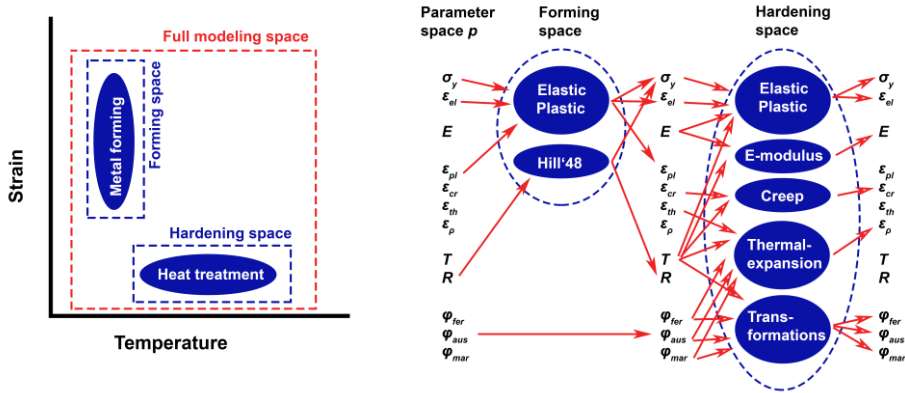 Strain
Full modeling space
Metal forming
Forming space
Hardening space
Heat treatment
Temperature
Parameter
space p
Forming
space
Hardening
space
σy
εel
E
εpl
εcr
εth
ερ
T
R
φfer
φaus
φmar
Elastic
Plastic
Hill‘48
σy
εel
E
εpl
εcr
εth
ερ
T
R
φfer
φaus
φmar
Elastic
Plastic
E-modulus
Creep
Thermal-
expansion
Trans-
formations
σy
εel
E
εpl
εcr
εth
ερ
T
R
φfer
φaus
φmar